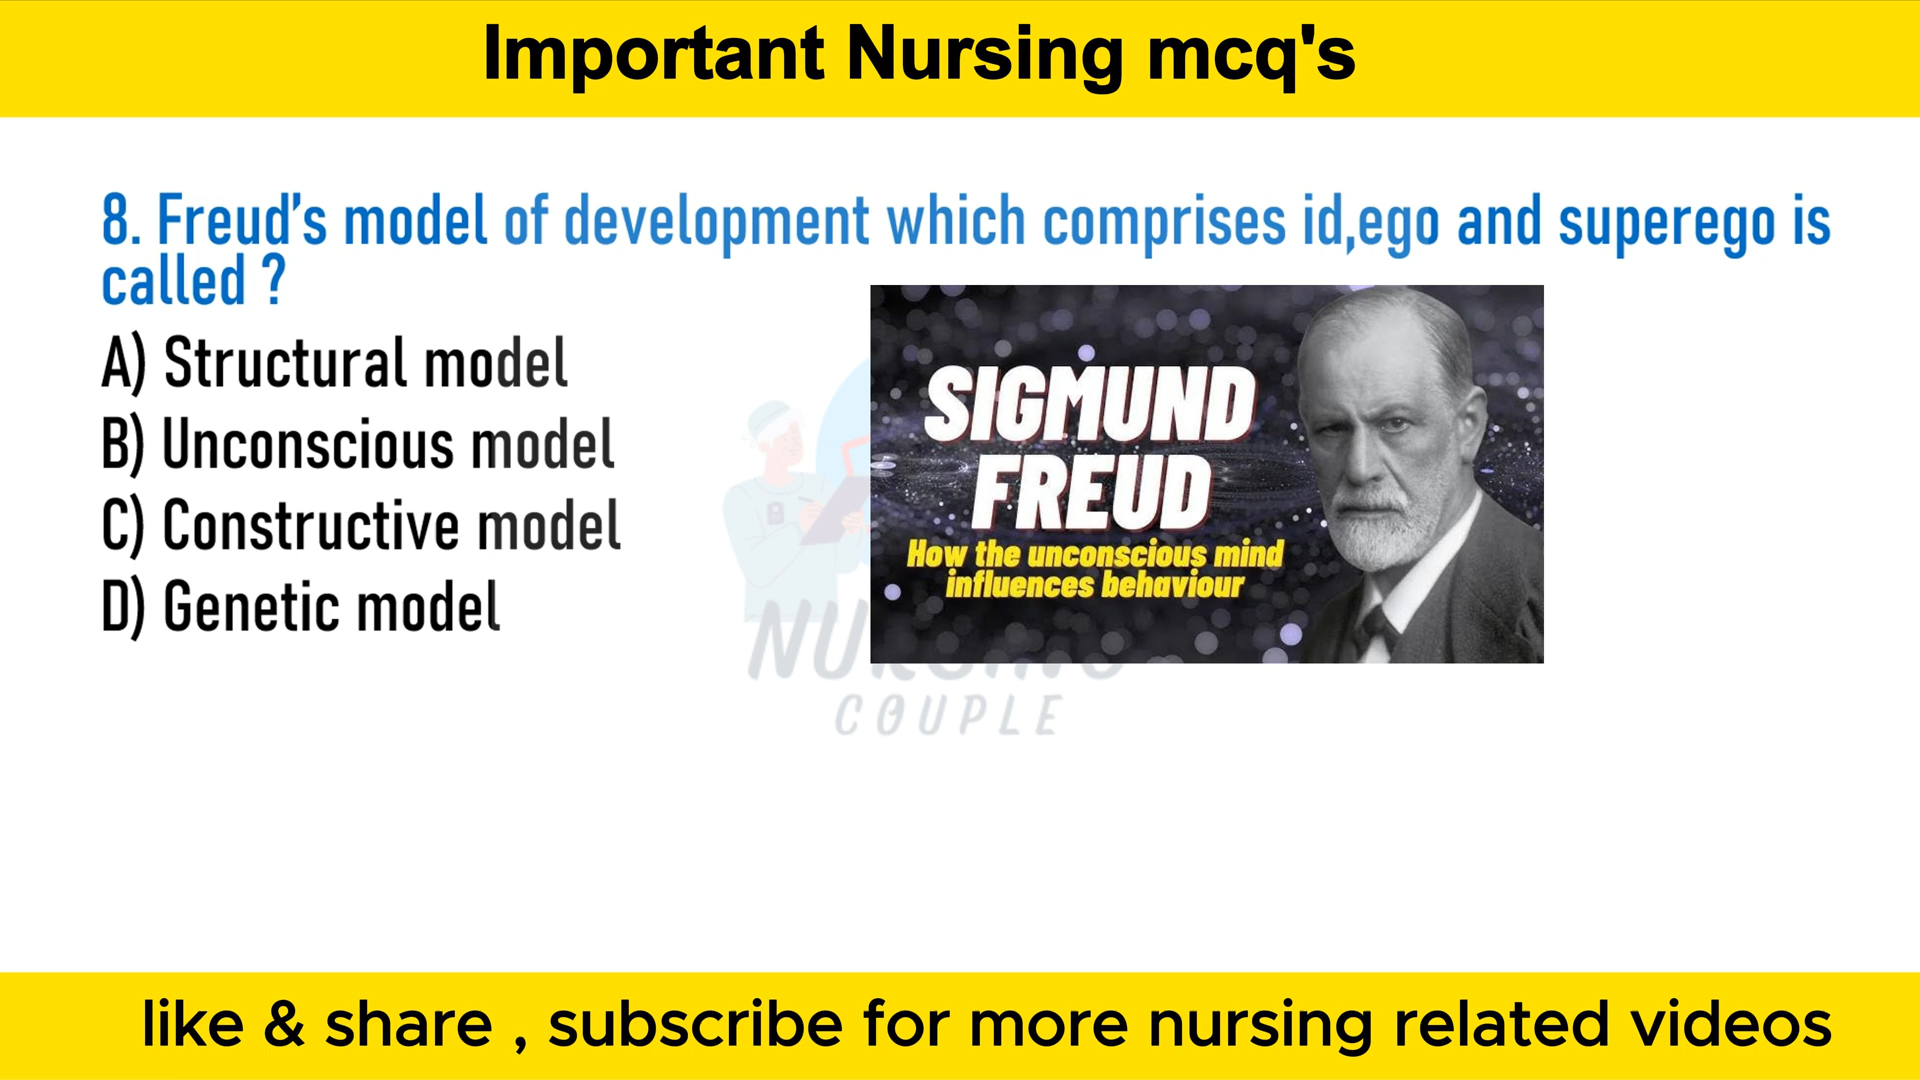 Important Nursing mcq's
8. Freud’s model of development which comprises id,ego and superego is
called ?
A) Structural model
B) Unconscious model
C) Constructive model
D) Genetic model
SIGMUND
FREUD
How the unconscious mind
influences behaviour
COUPLE
like & share , subscribe for more nursing related videos